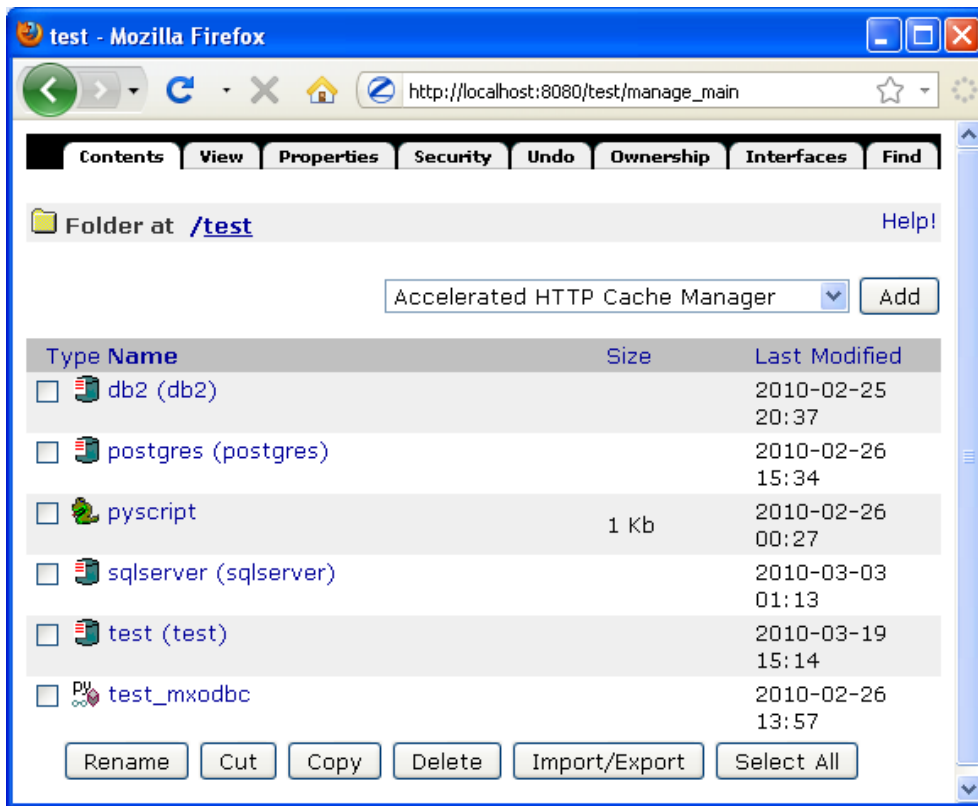 test - Mozilla Firefox
http://localhost:8080/test/manage_main
Contents View Properties Security Undo Ownership Interfaces Find
Folder at /test Help!
Accelerated HTTP Cache Manager Add
Type Name Size Last Modified
db2 (db2) 2010-02-25
20:37
postgres (postgres) 2010-02-26
15:34
pyscript 1 Kb 2010-02-26
00:27
sqlserver (sqlserver) 2010-03-03
01:13
test (test) 2010-03-19
15:14
py test_mxodbc 2010-02-26
13:57
Rename Cut Copy Delete Import/Export Select All